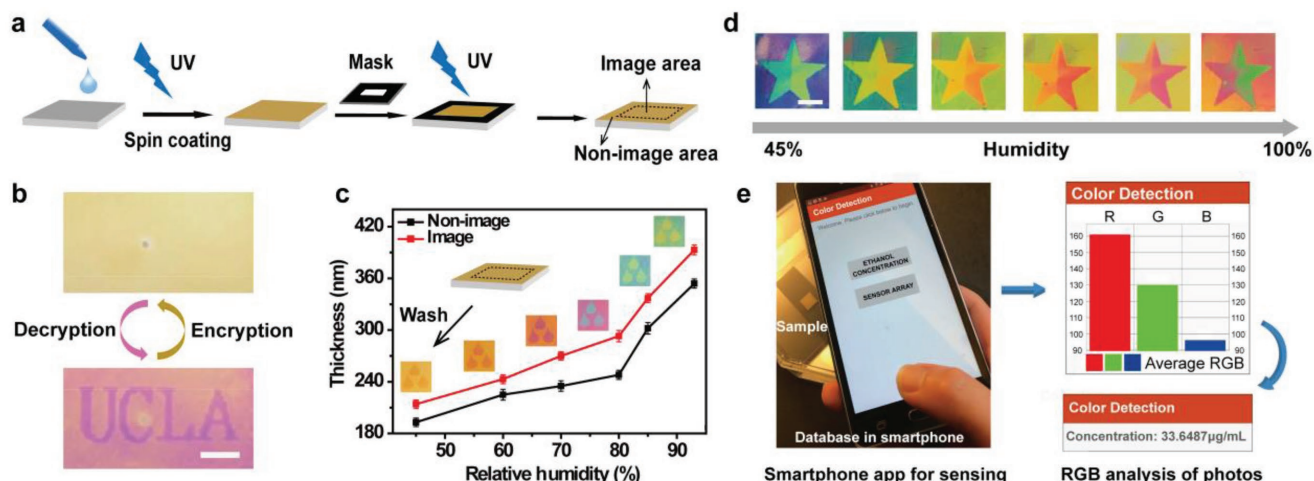 a
UV
Spin coating
Mask
UV
Image area
Non-image area
b
Decryption
Encryption
UCLA
c
Non-image
Image
Wash
Thickness (nm)
420
360
300
240
180
50
60
70
80
90
Relative humidity (%)
d
45%
Humidity
100%
e
Color Detection
Welcome. Please click below to begin
ETHANOL
CONCENTRATION
SENSOR ARRAY
Sample
Database in smartphone
Smartphone app for sensing
Color Detection
R G B
160 160
150 150
140 140
130 130
120 120
110 110
100 100
90 90
Average RGB
Color Detection
Concentration: 33.6487μg/mL
RGB analysis of photos